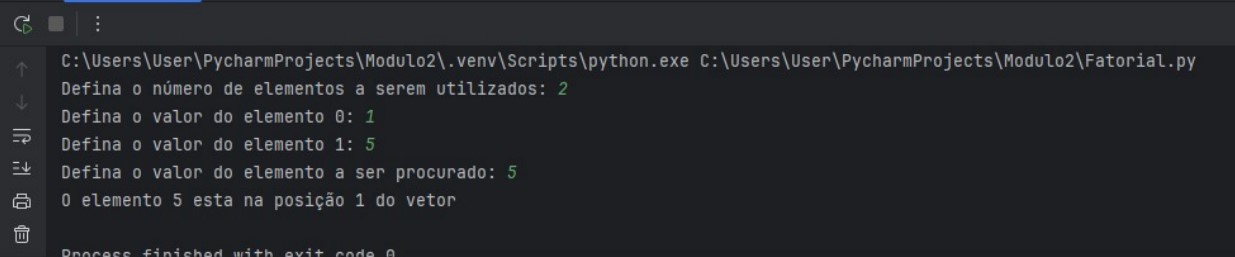 C:\Users\User\PycharmProjects\Modulo2\.venv\Scripts\python.exe C:\Users\User\PycharmProjects\Modulo2\Fatorial.py
Defina o número de elementos a serem utilizados: 2
Defina o valor do elemento 0: 1
Defina o valor do elemento 1: 5
Defina o valor do elemento a ser procurado: 5
O elemento 5 esta na posição 1 do vetor
Process finished with exit code 0